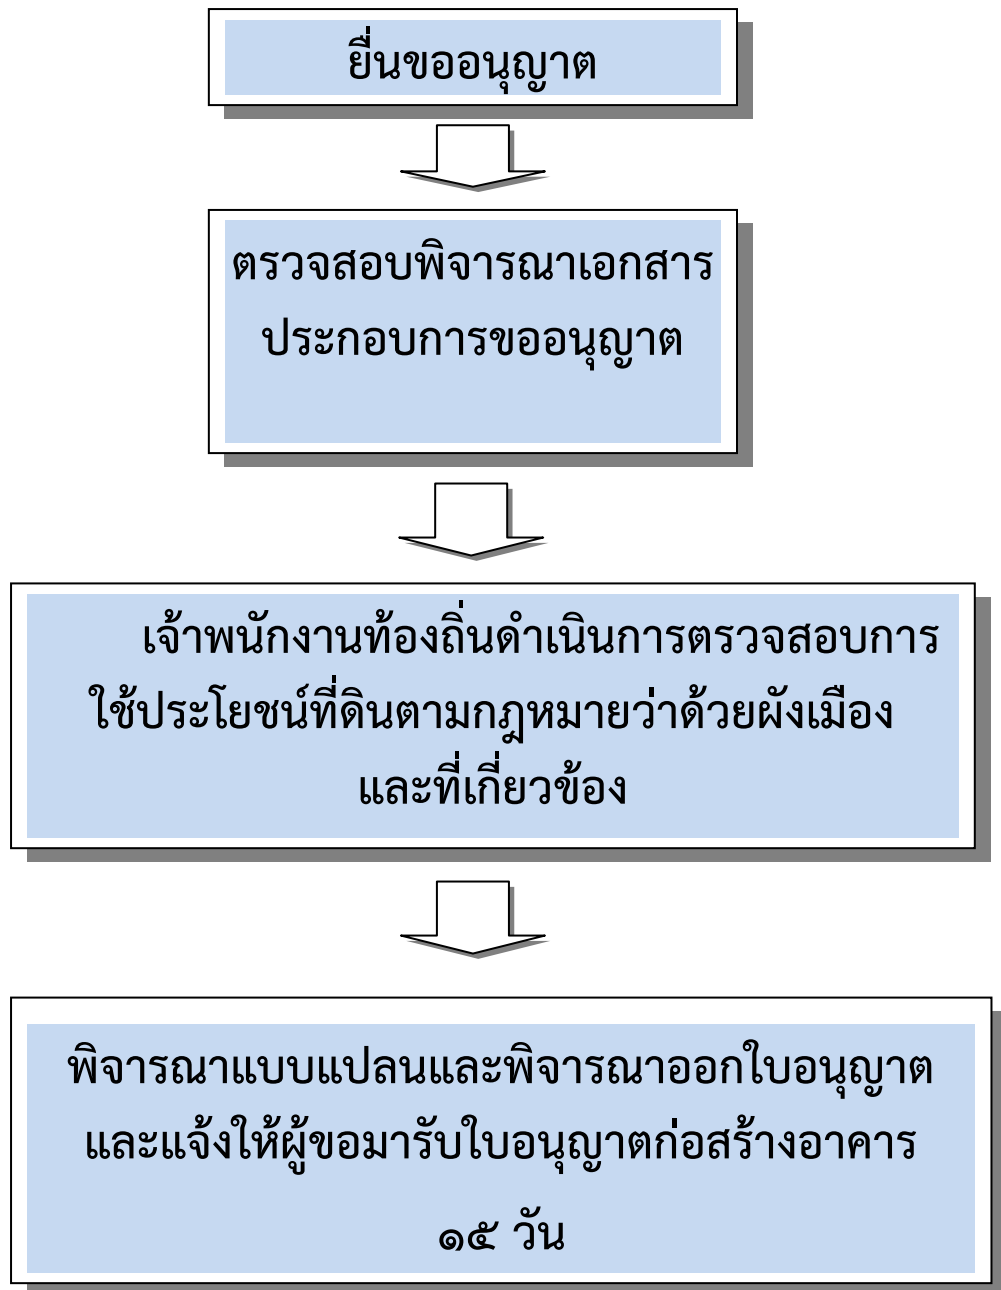 ยื่นขออนุญาต
ตรวจสอบพิจารณาเอกสาร
ประกอบการขออนุญาต
เจ้าพนักงานท้องถิ่นดำเนินการตรวจสอบการ
ใช้ประโยชน์ที่ดินตามกฎหมายว่าด้วยผังเมือง
และที่เกี่ยวข้อง
พิจารณาแบบแปลนและพิจารณาออกใบอนุญาต
และแจ้งให้ผู้ขอมารับใบอนุญาตก่อสร้างอาคาร
๑๕ วัน